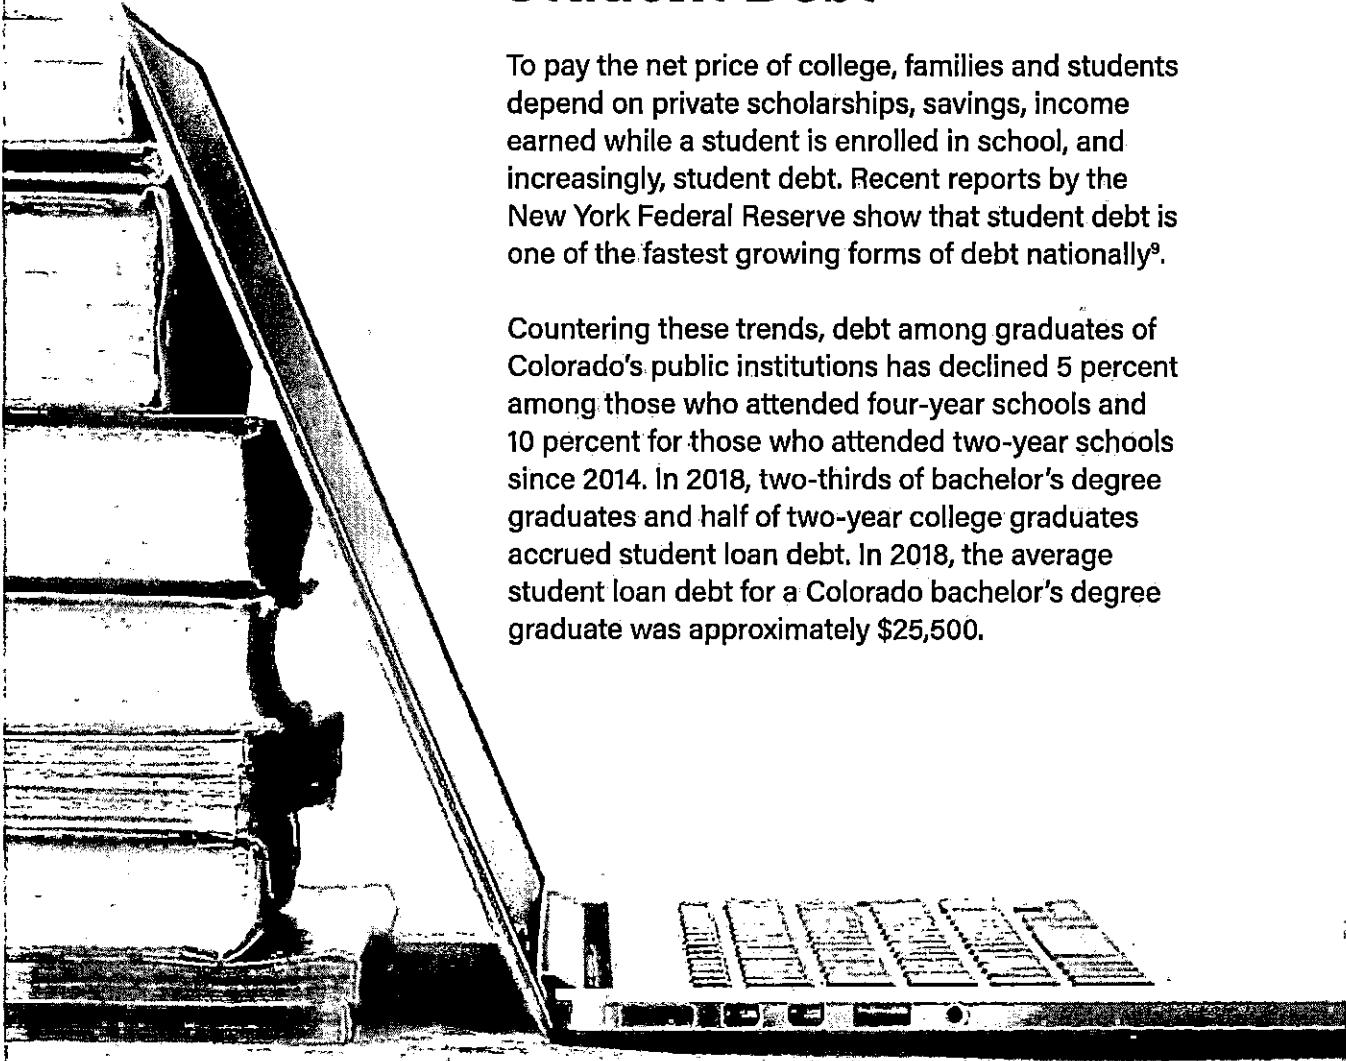 To pay the net price of college, families and students
depend on private scholarships, savings, income
earned while a student is enrolled in school, and
increasingly, student debt. Recent reports by the
New York Federal Reserve show that student debt is
one of the fastest growing forms of debt nationally⁹.
Countering these trends, debt among graduates of
Colorado's public institutions has declined 5 percent
among those who attended four-year schools and
10 percent for those who attended two-year schools
since 2014. In 2018, two-thirds of bachelor's degree
graduates and half of two-year college graduates
accrued student loan debt. In 2018, the average
student loan debt for a Colorado bachelor's degree
graduate was approximately $25,500.